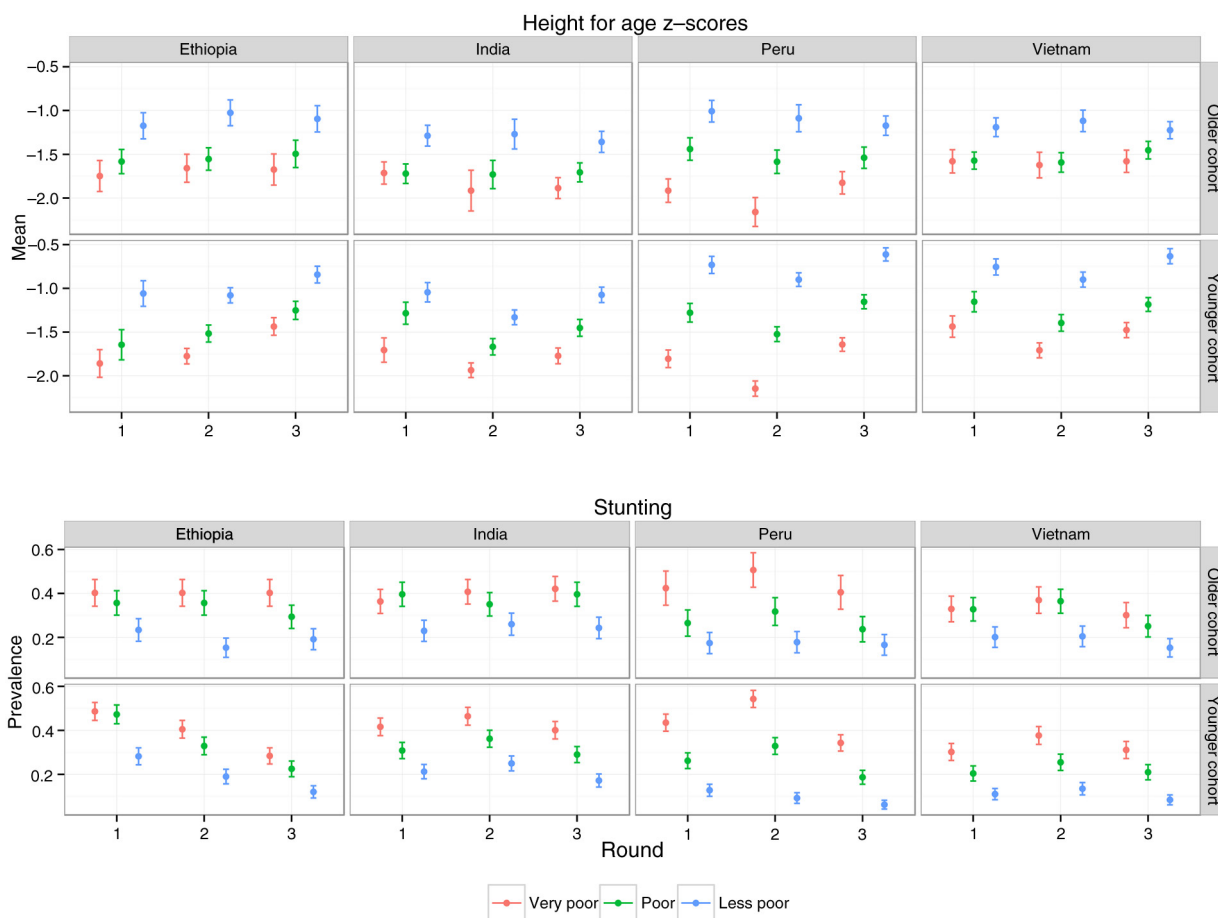 Height for age z–scores
Ethiopia India Peru Vietnam
−0.5
−1.0
−1.5
−2.0
Older cohort
−0.5
−1.0
−1.5
−2.0
Younger cohort
Mean
1 2 3 1 2 3 1 2 3 1 2 3
Stunting
Ethiopia India Peru Vietnam
0.6
0.4
0.2
Older cohort
0.6
0.4
0.2
Younger cohort
Prevalence
1 2 3 1 2 3 1 2 3 1 2 3
Round
Very poor Poor Less poor